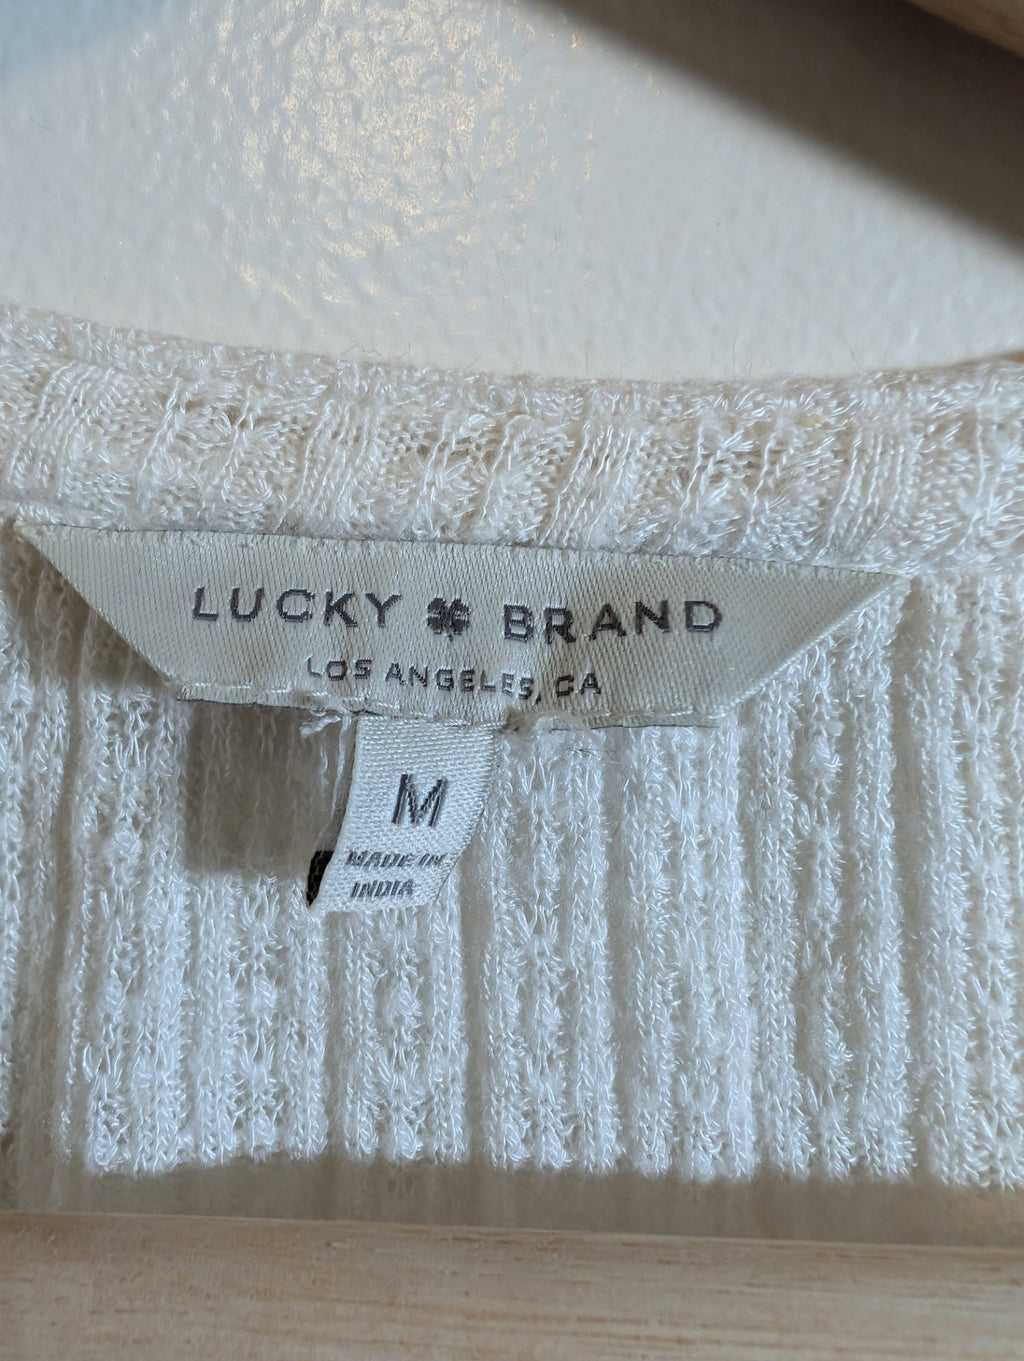 LUCKY BRAND
LOS ANGELES, CA
M
MADE IN
INDIA